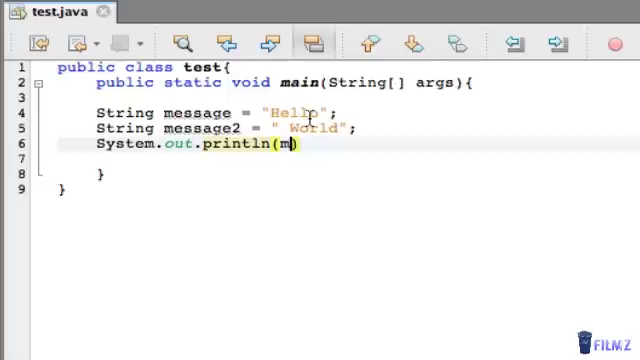 test.java
1 public class test{
2 public static void main(String[] args){
3
4 String message = "Hello";
5 String message2 = " World";
6 System.out.println(m)
7
8 }
9 }
FILMZ